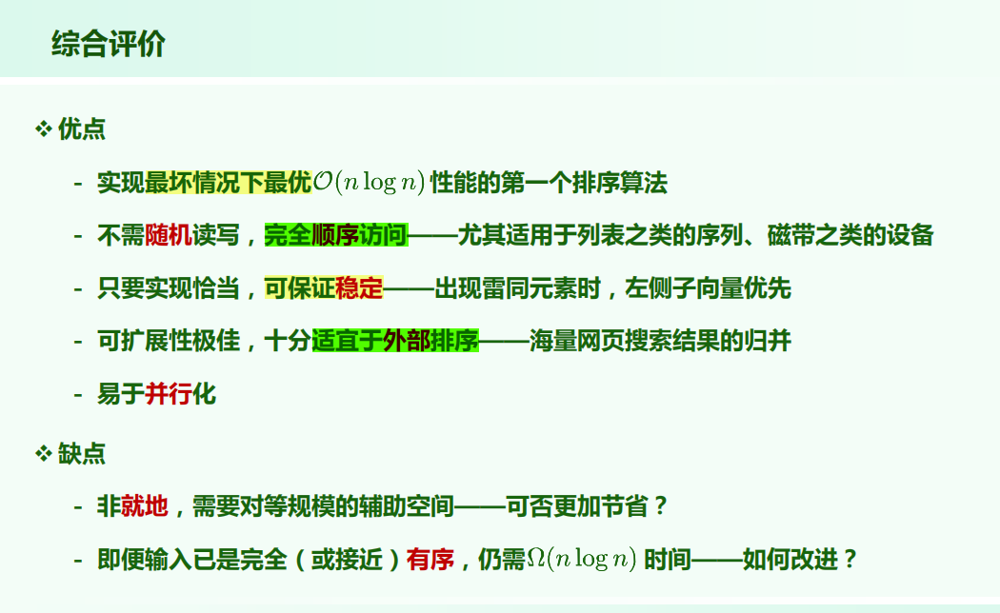 综合评价
❖ 优点
- 实现最坏情况下最优𝒪(n log n) 性能的第一个排序算法
- 不需随机读写，完全顺序访问——尤其适用于列表之类的序列、磁带之类的设备
- 只要实现恰当，可保证稳定——出现雷同元素时，左侧子向量优先
- 可扩展性极佳，十分适宜于外部排序——海量网页搜索结果的归并
- 易于并行化
❖ 缺点
- 非就地，需要对等规模的辅助空间——可否更加节省？
- 即便输入已是完全（或接近）有序，仍需Ω(n log n) 时间——如何改进？